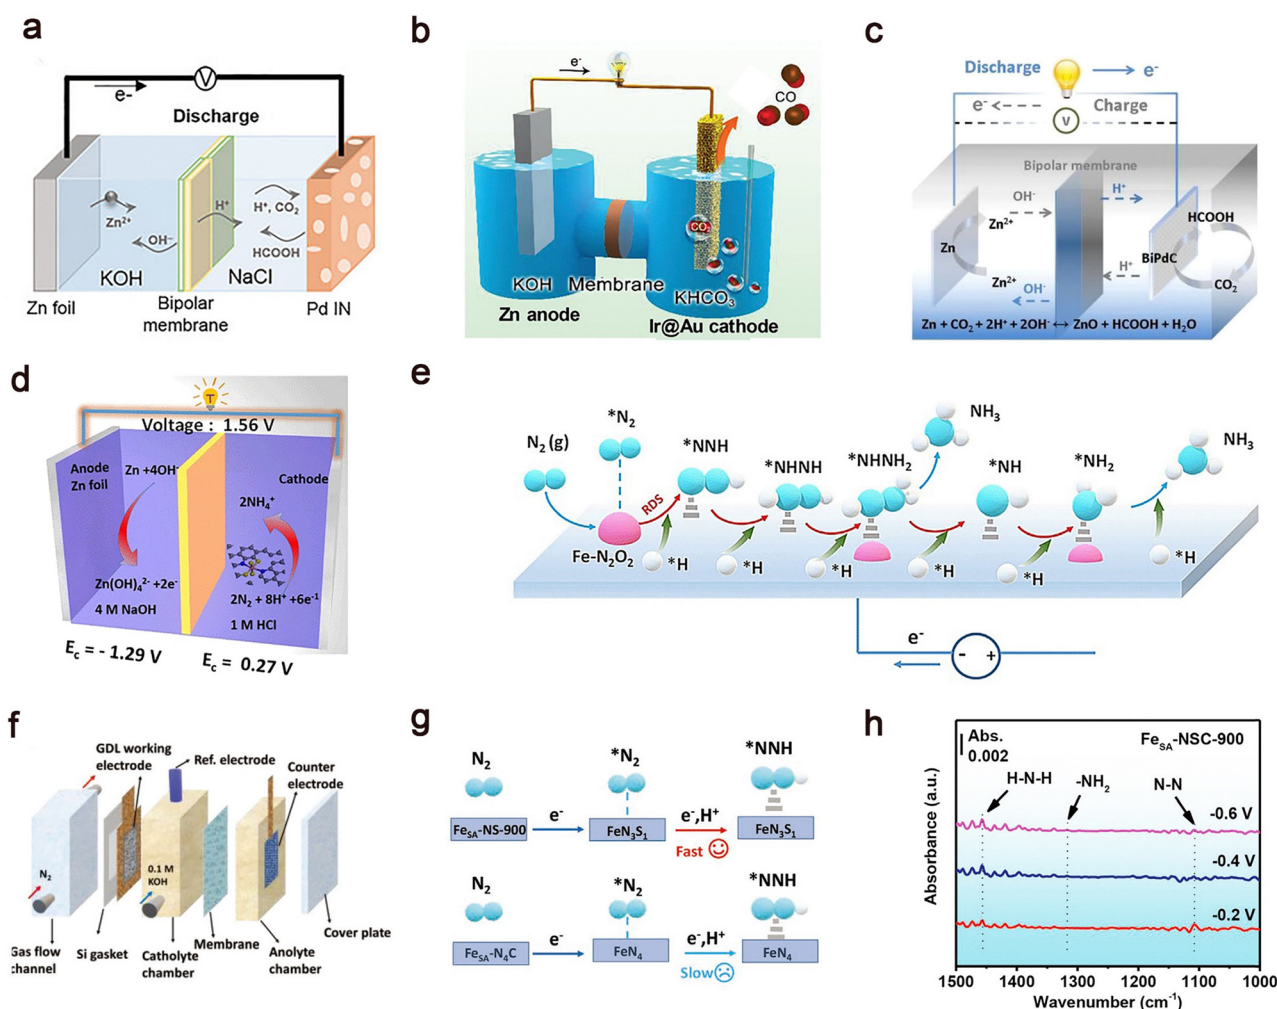 a
e-
V
Discharge
Zn²⁺
OH⁻
H⁺
H⁺, CO₂
HCOOH
KOH
NaCl
Zn foil
Bipolar
membrane
Pd IN
b
e⁻
CO
CO₂
KOH
Membrane
KHCO₃
Zn anode
Ir@Au cathode
c
Discharge
e⁻
e⁻
Charge
V
Bipolar membrane
OH⁻
H⁺
Zn²⁺
HCOOH
Zn
BiPdC
H⁺
Zn²⁺
CO₂
OH⁻
Zn + CO₂ + 2H⁺ + 2OH⁻ ↔ ZnO + HCOOH + H₂O
d
Voltage : 1.56 V
Anode
Zn foil
Zn +4OH⁻
Cathode
2NH₄⁺
Zn(OH)₄²⁻ +2e⁻
4 M NaOH
2N₂ + 8H⁺ +6e⁻¹
1 M HCl
E꜀ = - 1.29 V
E꜀ = 0.27 V
e
N₂ (g)
*N₂
*NNH
*NHNH
*NHNH₂
NH₃
*NH
*NH₂
NH₃
RDS
Fe-N₂O₂
*H
*H
*H
*H
*H
*H
e⁻
- +
f
GDL working
electrode
Ref. electrode
Counter
electrode
N₂
0.1 M
KOH
Gas flow
channel
Si gasket
Catholyte
chamber
Membrane
Anolyte
chamber
Cover plate
g
N₂
*N₂
*NNH
Fe_SA-NS-900
e⁻
FeN₃S₁
e⁻,H⁺
Fast
FeN₃S₁
N₂
*N₂
*NNH
Fe_SA-N₄C
e⁻
FeN₄
e⁻,H⁺
Slow
FeN₄
h
Abs.
0.002
Fe_SA-NSC-900
H-N-H
-NH₂
N-N
-0.6 V
-0.4 V
-0.2 V
Absorbance (a.u.)
1500 1400 1300 1200 1100 1000
Wavenumber (cm⁻¹)